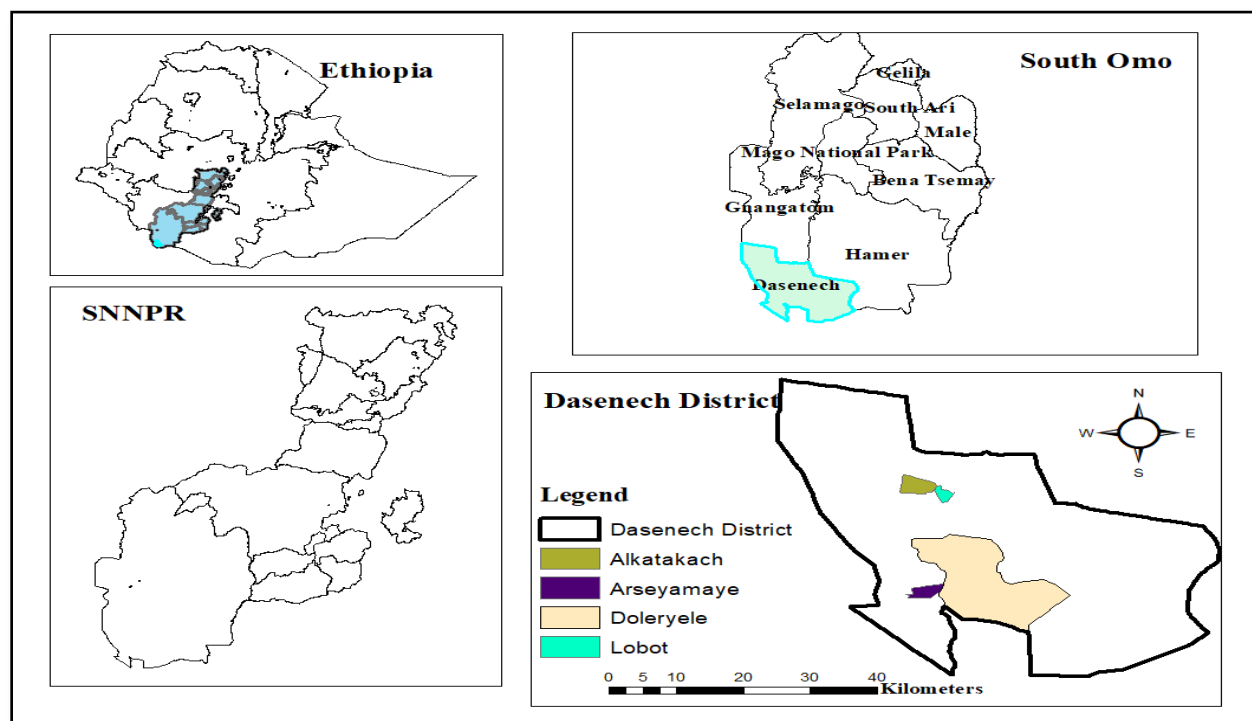 Ethiopia
South Omo
Gelila
Selamago
South Ari
Male
Mago National Park
Bena Tsemay
Gnangatom
Hamer
Dasenech
SNNPR
Dasenech District
N
W
E
S
Legend
Dasenech District
Alkatakach
Arseyamaye
Doleryele
Lobot
0 5 10 20 30 40
Kilometers